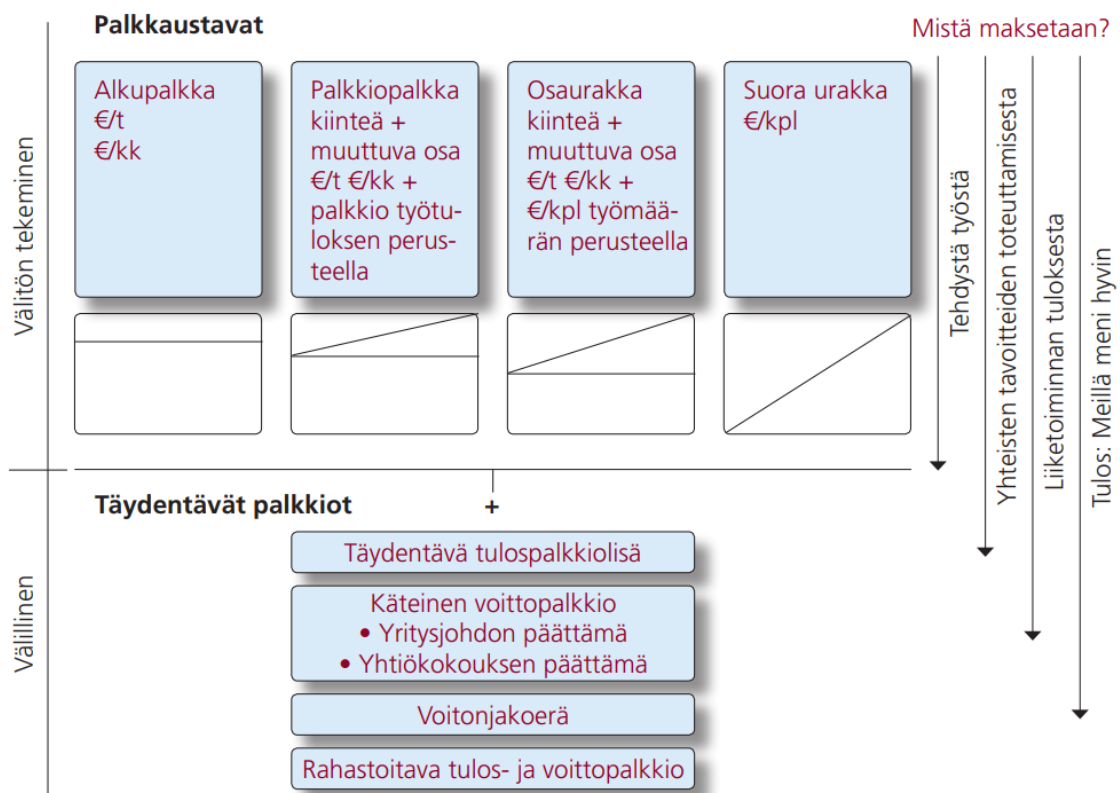 Palkkaustavat
Mistä maksetaan?
Välitön tekeminen
Alkupalkka
€/t
€/kk
Palkkiopalkka
kiinteä +
muuttuva osa
€/t €/kk +
palkkio työtu-
loksen perus-
teella
Osaurakka
kiinteä +
muuttuva osa
€/t €/kk +
€/kpl työmää-
rän perusteella
Suora urakka
€/kpl
Tehdystä työstä
Yhteisten tavoitteiden toteuttamisesta
Liiketoiminnan tuloksesta
Tulos: Meillä meni hyvin
Välillinen
Täydentävät palkkiot
+
Täydentävä tulospalkkiolisä
Käteinen voittopalkkio
• Yritysjohdon päättämä
• Yhtiökokouksen päättämä
Voitonjakoerä
Rahastoitava tulos- ja voittopalkkio